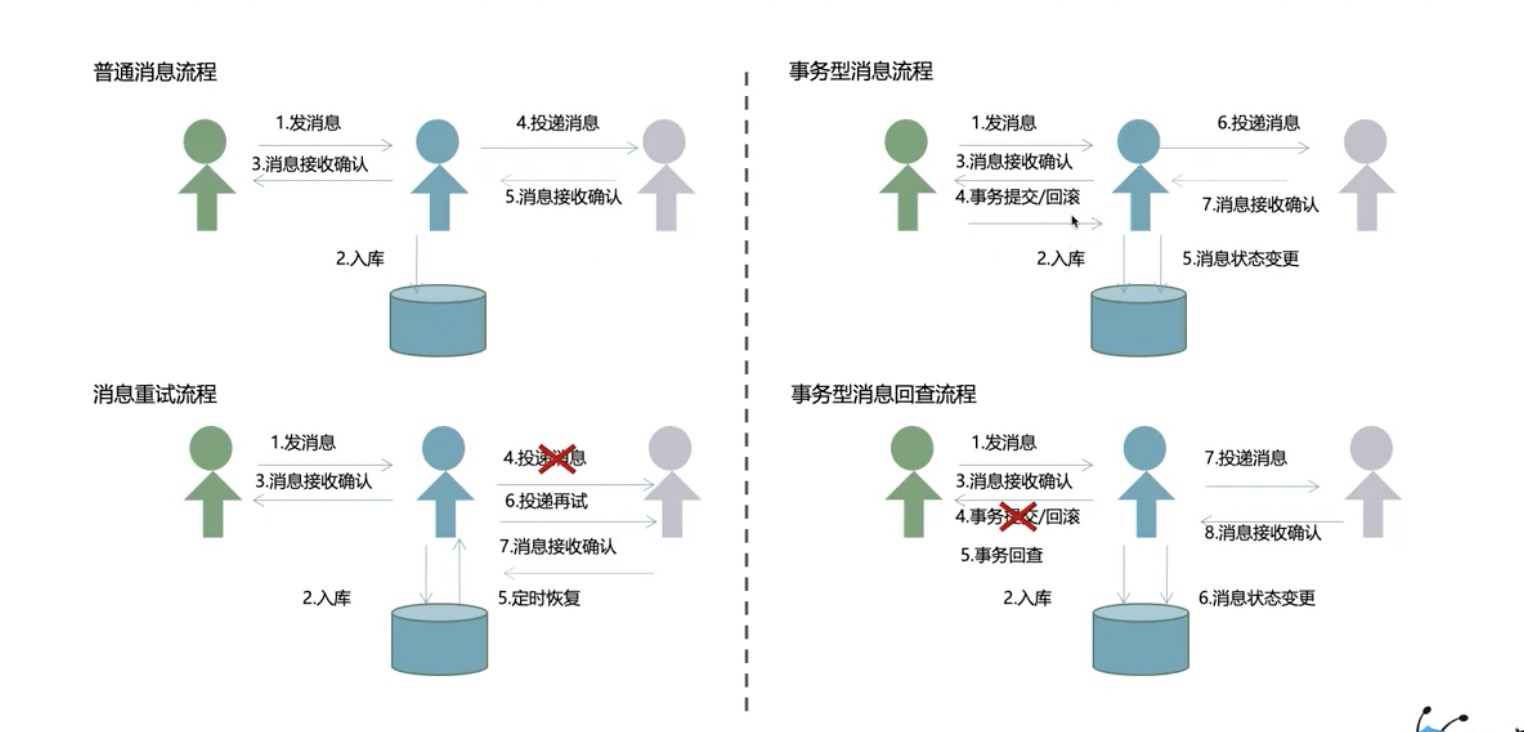 普通消息流程
1.发消息
3.消息接收确认
4.投递消息
5.消息接收确认
2.入库
事务型消息流程
1.发消息
3.消息接收确认
4.事务提交/回滚
6.投递消息
7.消息接收确认
2.入库
5.消息状态变更
消息重试流程
1.发消息
3.消息接收确认
4.投递消息
6.投递再试
7.消息接收确认
2.入库
5.定时恢复
事务型消息回查流程
1.发消息
3.消息接收确认
4.事务提交/回滚
5.事务回查
7.投递消息
8.消息接收确认
2.入库
6.消息状态变更